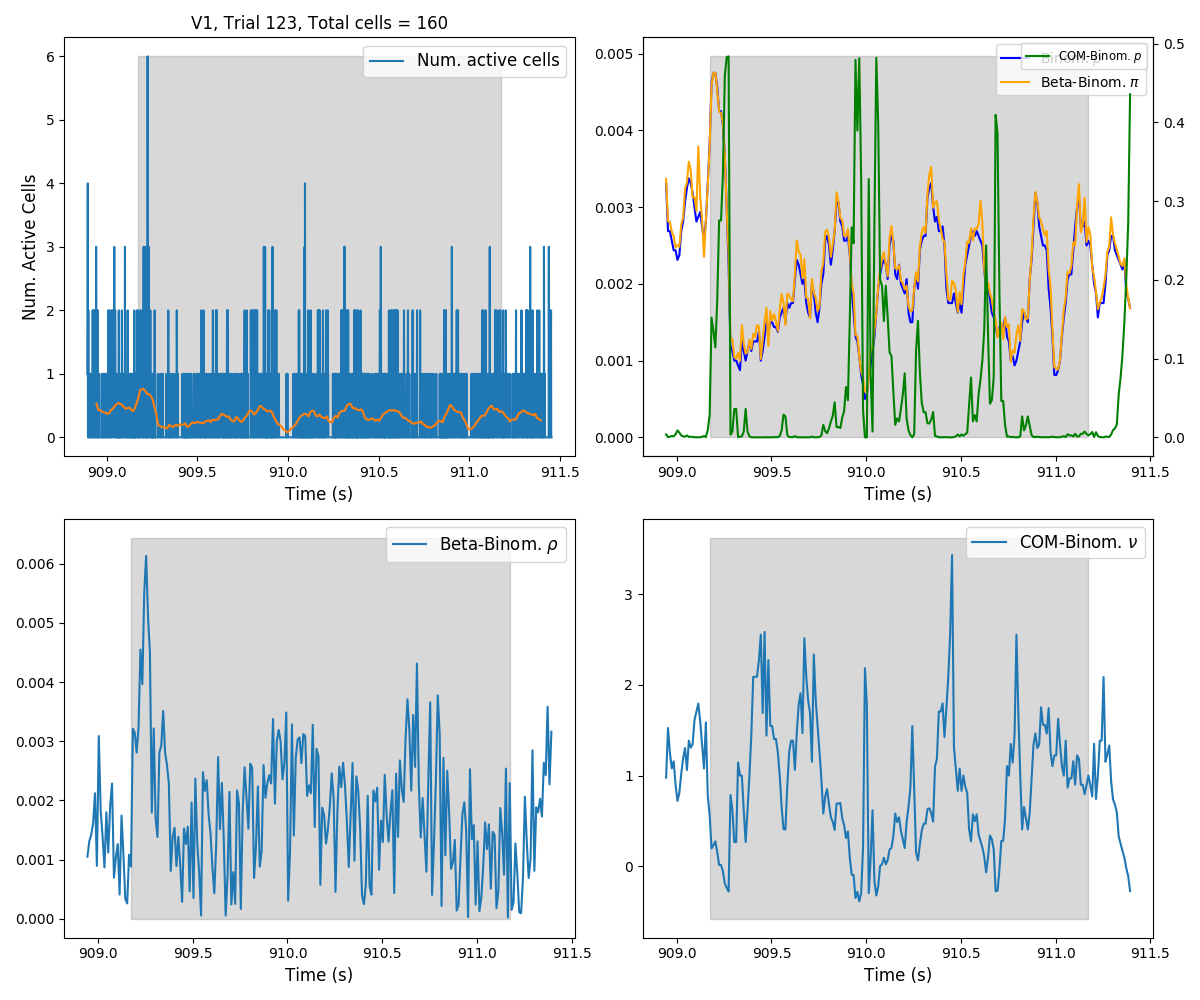 V1, Trial 123, Total cells = 160
Num. active cells
Num. Active Cells
6
5
4
3
2
1
0
909.0 909.5 910.0 910.5 911.0 911.5
Time (s)
COM-Binom. p
Beta-Binom. π
0.005
0.004
0.003
0.002
0.001
0.000
0.5
0.4
0.3
0.2
0.1
0.0
909.0 909.5 910.0 910.5 911.0 911.5
Time (s)
Beta-Binom. ρ
0.006
0.005
0.004
0.003
0.002
0.001
0.000
909.0 909.5 910.0 910.5 911.0 911.5
Time (s)
COM-Binom. ν
3
2
1
0
909.0 909.5 910.0 910.5 911.0 911.5
Time (s)